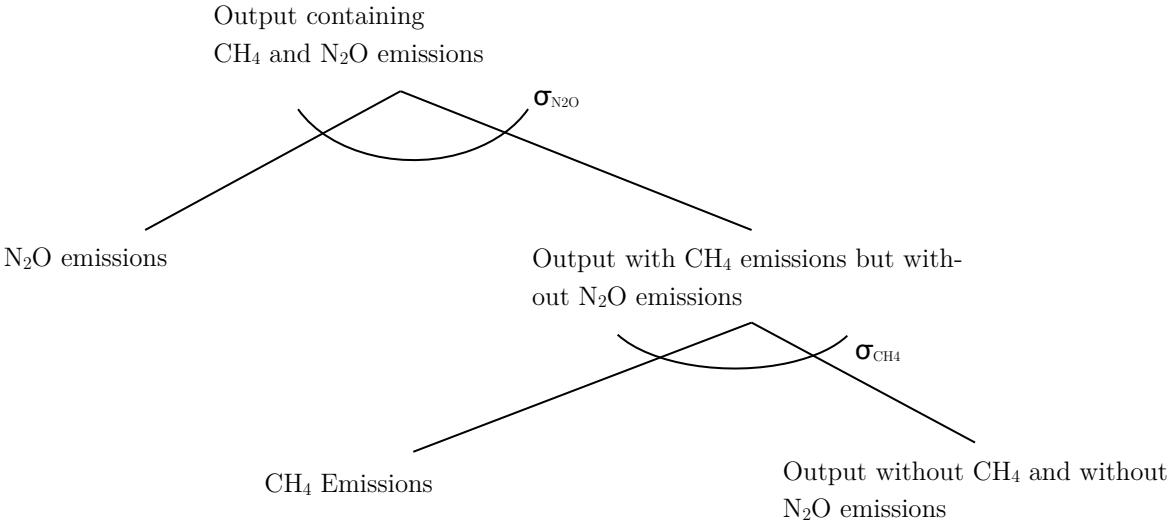 Output containing
CH₄ and N₂O emissions
σN2O
N₂O emissions
Output with CH₄ emissions but with-
out N₂O emissions
σCH4
CH₄ Emissions
Output without CH₄ and without
N₂O emissions